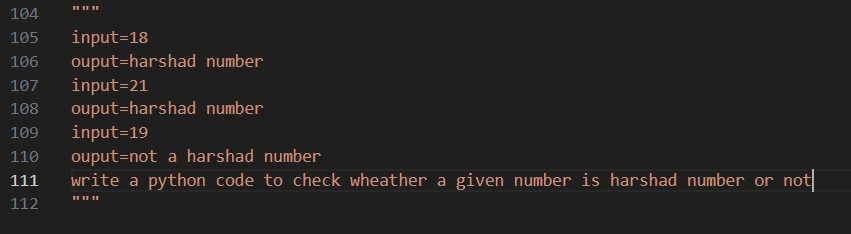 104 """
105 input=18
106 ouput=harshad number
107 input=21
108 ouput=harshad number
109 input=19
110 ouput=not a harshad number
111 write a python code to check wheather a given number is harshad number or not
112 """